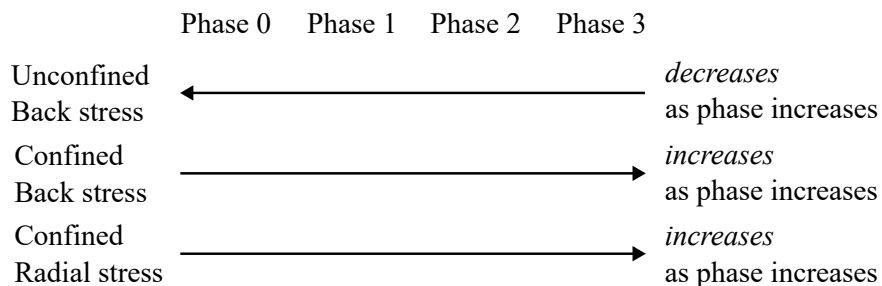 Phase 0 Phase 1 Phase 2 Phase 3
Unconfined
Back stress
decreases
as phase increases
Confined
Back stress
increases
as phase increases
Confined
Radial stress
increases
as phase increases